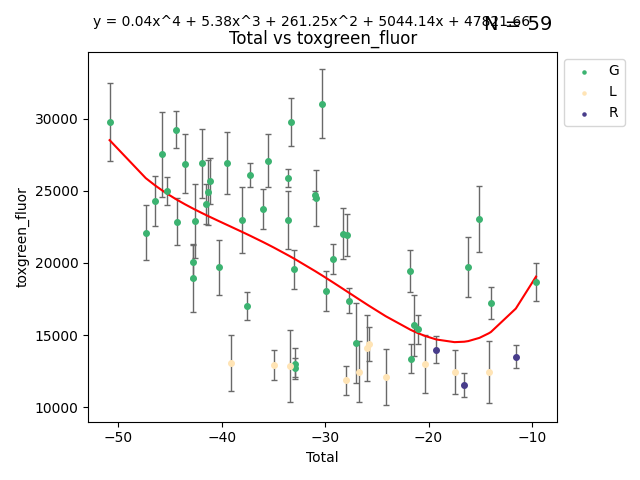 y = 0.04x^4 + 5.38x^3 + 261.25x^2 + 5044.14x + 47821.66
N = 59
Total vs toxgreen_fluor
G
L
R
30000
25000
20000
15000
10000
toxgreen_fluor
−50
−40
−30
−20
−10
Total